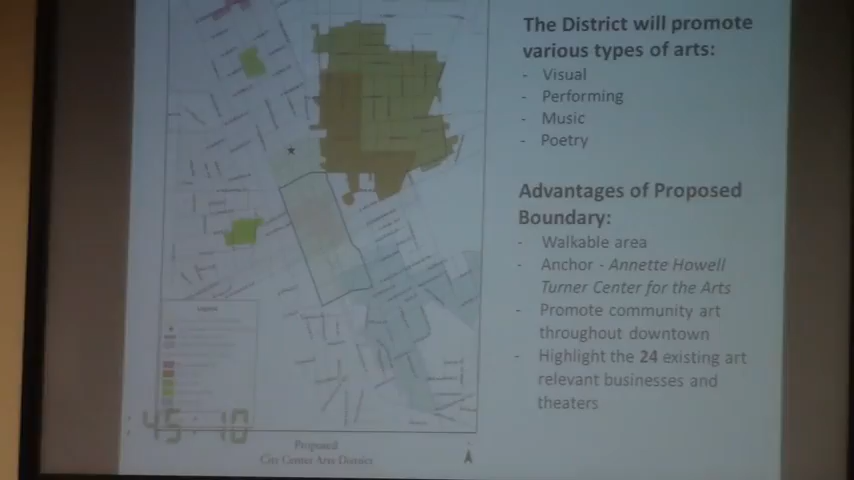 The District will promote
various types of arts:
- Visual
- Performing
- Music
- Poetry
Advantages of Proposed
Boundary:
- Walkable area
- Anchor - Annette Howell
Turner Center for the Arts
- Promote community art
throughout downtown
- Highlight the 24 existing art
relevant businesses and
theaters
45 10
Proposed
City Center Arts District